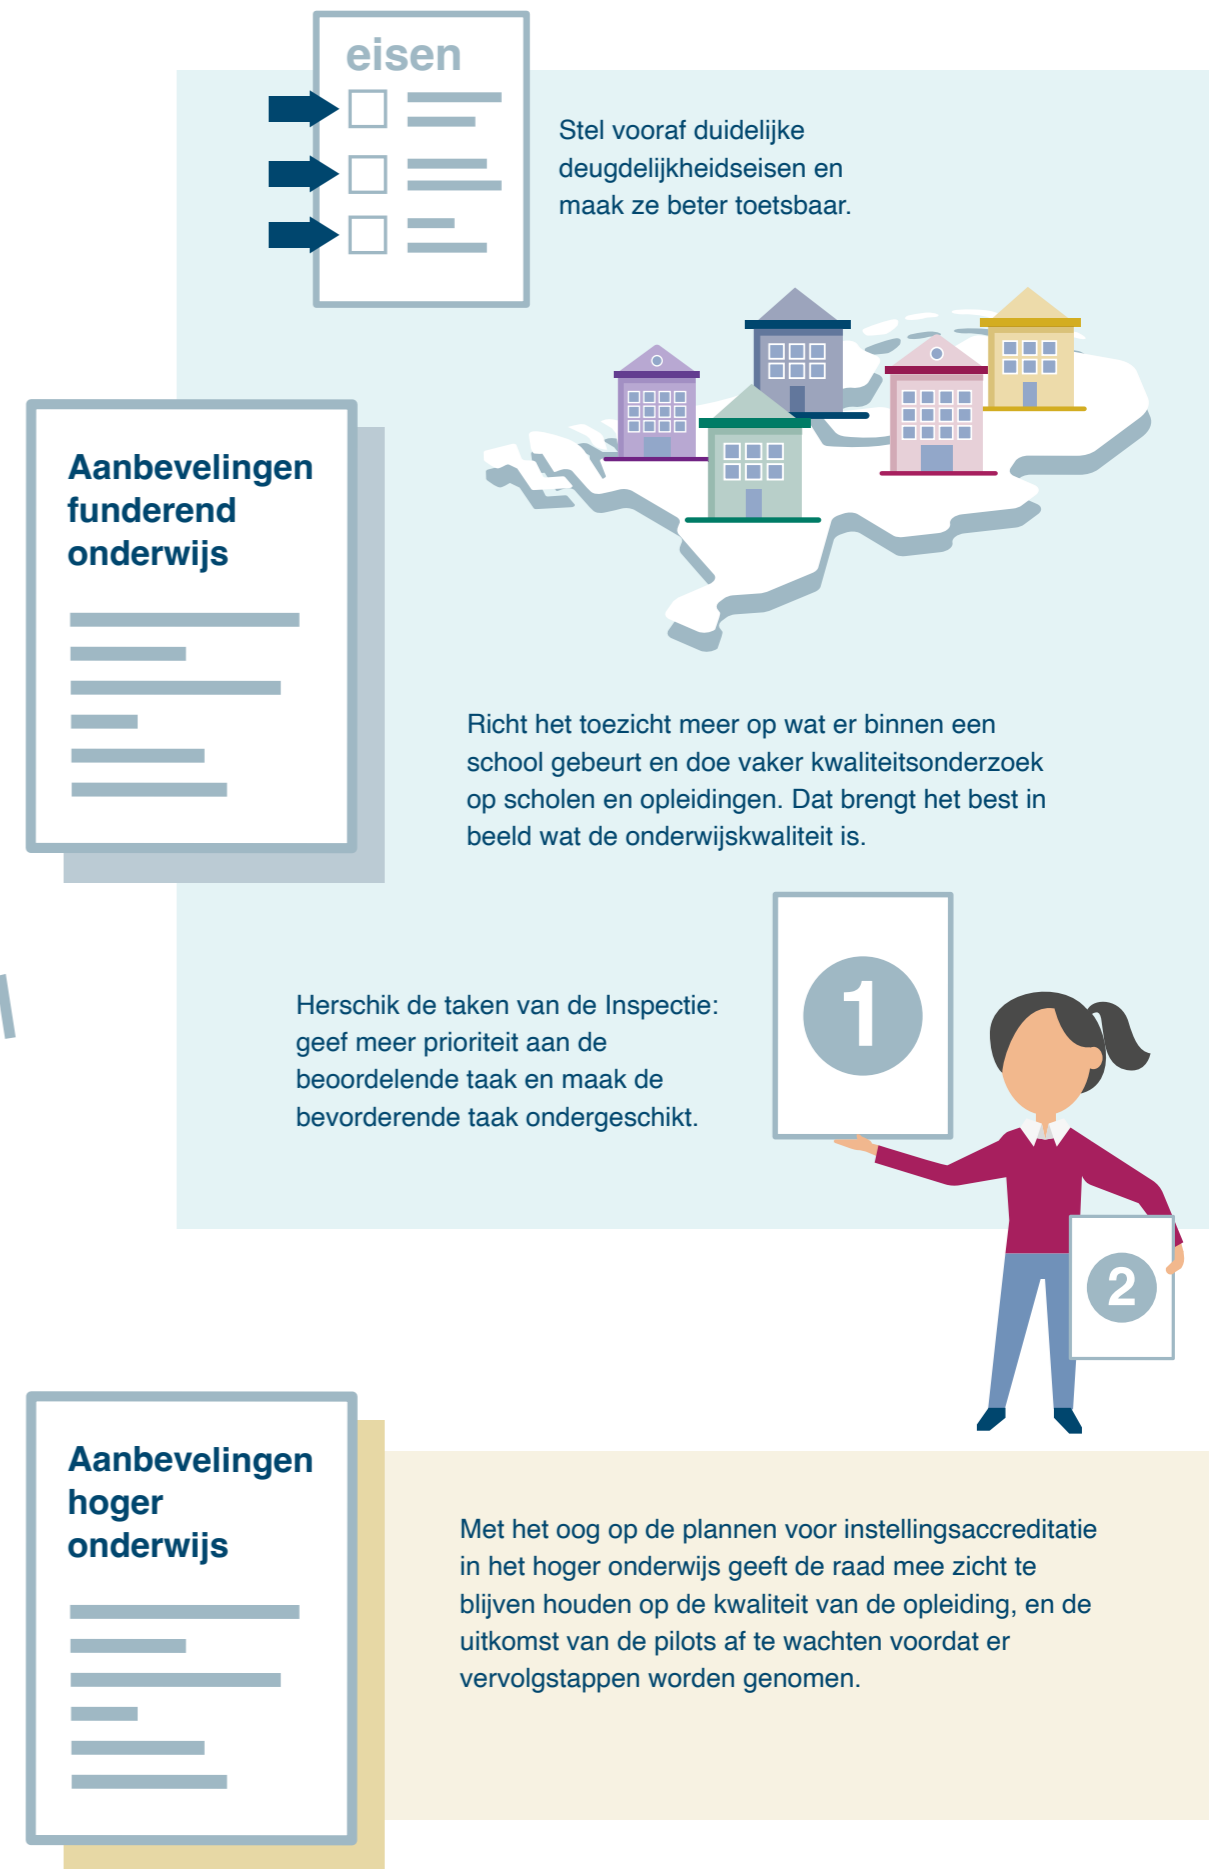 eisen
Stel vooraf duidelijke
deugdelijkheidseisen en
maak ze beter toetsbaar.
Aanbevelingen
funderend
onderwijs
Richt het toezicht meer op wat er binnen een
school gebeurt en doe vaker kwaliteitsonderzoek
op scholen en opleidingen. Dat brengt het best in
beeld wat de onderwijskwaliteit is.
Herschik de taken van de Inspectie:
geef meer prioriteit aan de
beoordelende taak en maak de
bevorderende taak ondergeschikt.
1
2
Aanbevelingen
hoger
onderwijs
Met het oog op de plannen voor instellingsaccreditatie
in het hoger onderwijs geeft de raad mee zicht te
blijven houden op de kwaliteit van de opleiding, en de
uitkomst van de pilots af te wachten voordat er
vervolgstappen worden genomen.